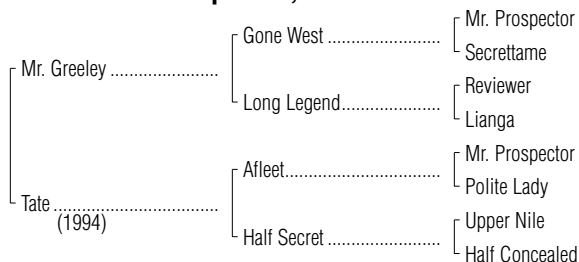 Mr. Prospector
Gone West
Secrettame
Mr. Greeley
Reviewer
Long Legend
Lianga
Mr. Prospector
Afleet
Polite Lady
Tate
(1994)
Upper Nile
Half Secret
Half Concealed